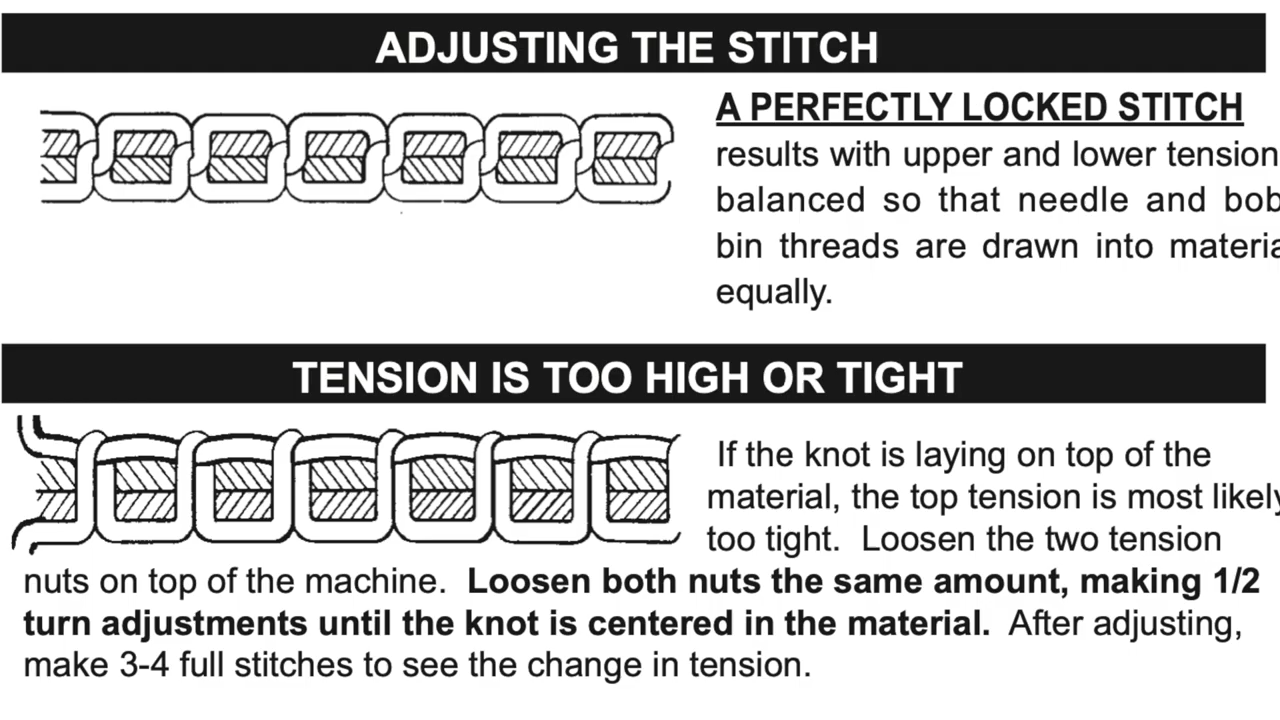 ADJUSTING THE STITCH
A PERFECTLY LOCKED STITCH
results with upper and lower tension
balanced so that needle and bob
bin threads are drawn into materia
equally.
TENSION IS TOO HIGH OR TIGHT
If the knot is laying on top of the
material, the top tension is most likely
too tight. Loosen the two tension
nuts on top of the machine. Loosen both nuts the same amount, making 1/2
turn adjustments until the knot is centered in the material. After adjusting,
make 3-4 full stitches to see the change in tension.